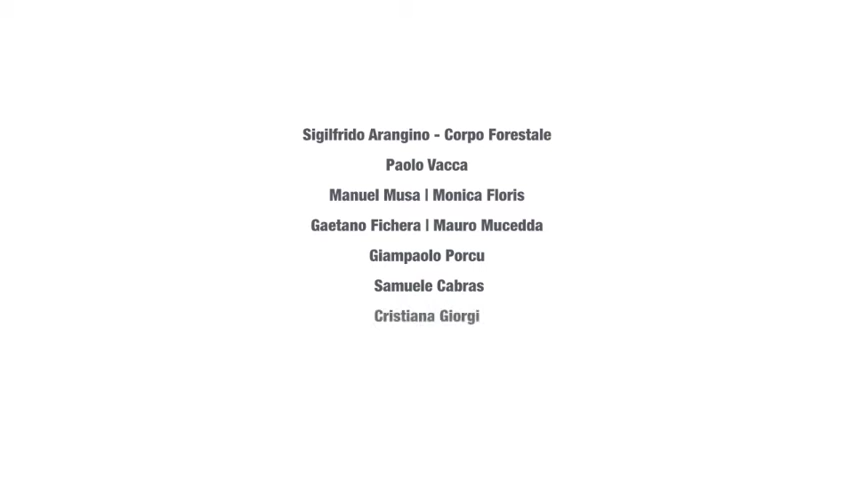 Sigilfrido Arangino - Corpo Forestale
Paolo Vacca
Manuel Musa | Monica Floris
Gaetano Fichera | Mauro Mucedda
Giampaolo Porcu
Samuele Cabras
Cristiana Giorgi